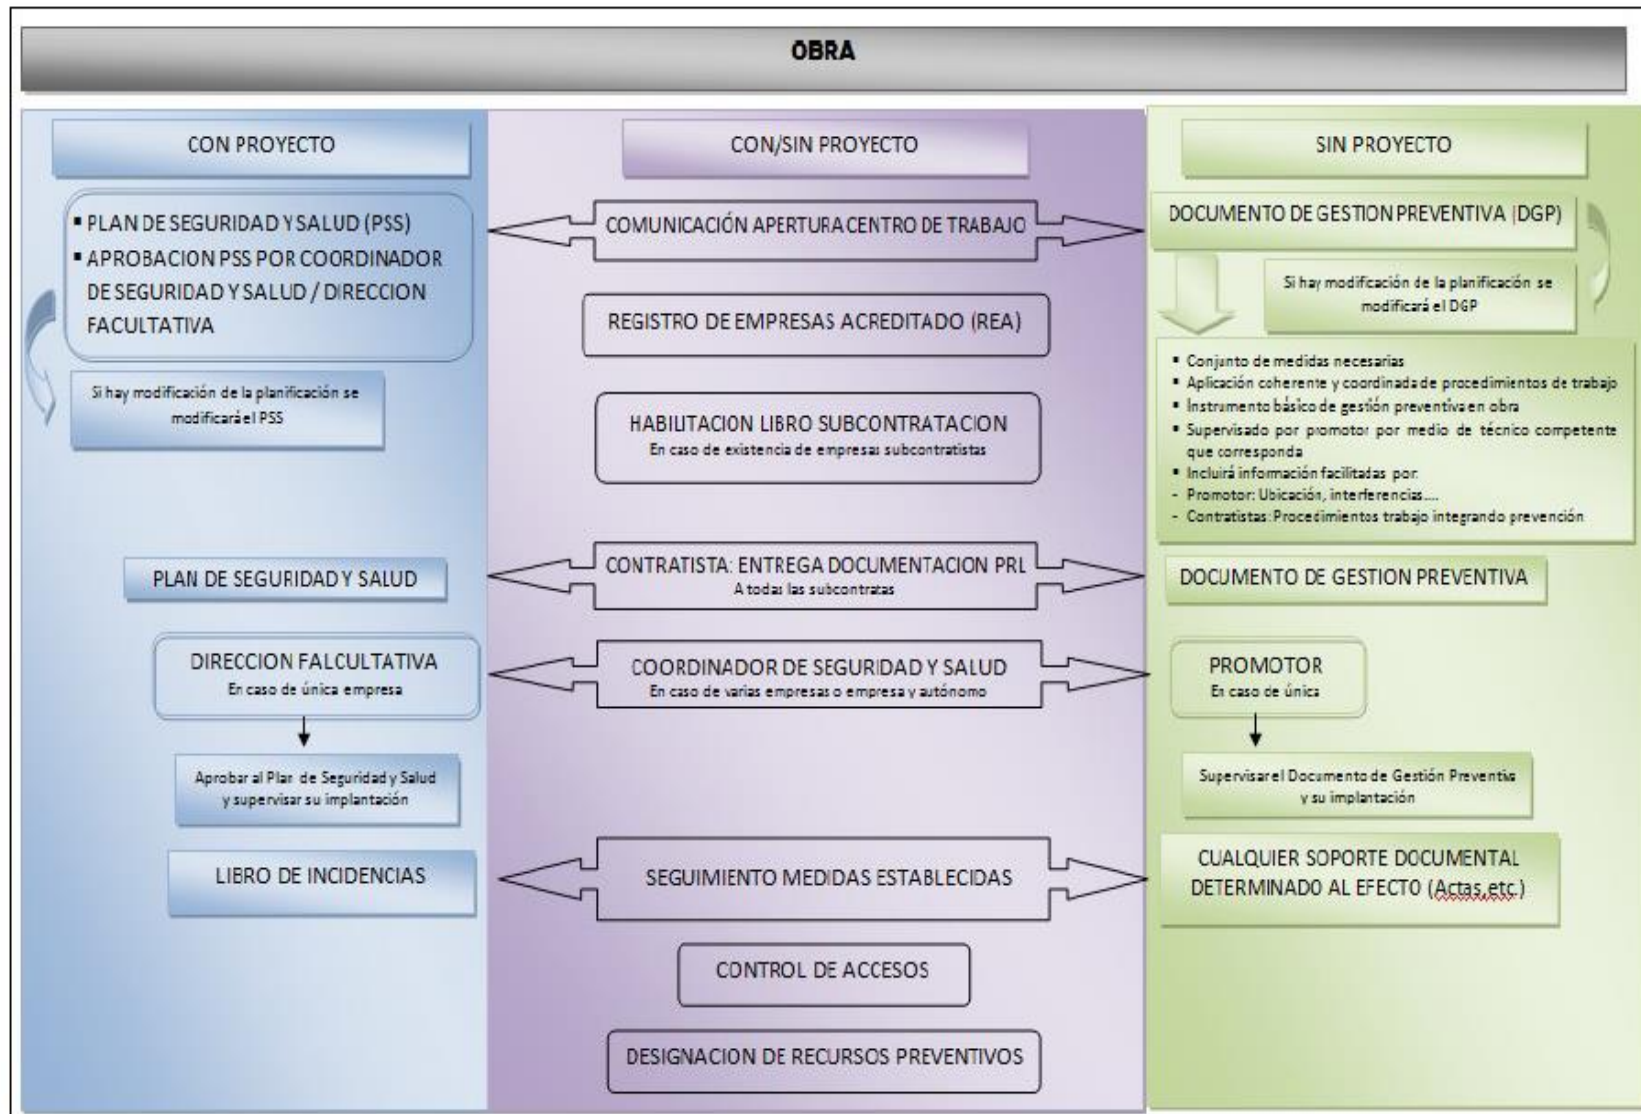 OBRA
CON PROYECTO
▪ PLAN DE SEGURIDAD Y SALUD (PSS)
▪ APROBACION PSS POR COORDINADOR
DE SEGURIDAD Y SALUD / DIRECCION
FACULTATIVA
Si hay modificación de la planificación se
modificará el PSS
PLAN DE SEGURIDAD Y SALUD
DIRECCION FALCULTATIVA
En caso de única empresa
Aprobar al Plan de Seguridad y Salud
y supervisar su implantación
LIBRO DE INCIDENCIAS
CON/SIN PROYECTO
COMUNICACIÓN APERTURA CENTRO DE TRABAJO
REGISTRO DE EMPRESAS ACREDITADO (REA)
HABILITACION LIBRO SUBCONTRATACION
En caso de existencia de empresas subcontratistas
CONTRATISTA: ENTREGA DOCUMENTACION PRL
A todas las subcontratas
COORDINADOR DE SEGURIDAD Y SALUD
En caso de varias empresas o empresa y autónomo
SEGUIMIENTO MEDIDAS ESTABLECIDAS
CONTROL DE ACCESOS
DESIGNACION DE RECURSOS PREVENTIVOS
SIN PROYECTO
DOCUMENTO DE GESTION PREVENTIVA (DGP)
Si hay modificación de la planificación se
modificará el DGP
▪ Conjunto de medidas necesarias
▪ Aplicación coherente y coordinada de procedimientos de trabajo
▪ Instrumento básico de gestión preventiva en obra
▪ Supervisado por promotor por medio de técnico competente
que corresponda
▪ Incluirá información facilitadas por:
- Promotor: Ubicación, interferencias....
- Contratistas: Procedimientos trabajo integrando prevención
DOCUMENTO DE GESTION PREVENTIVA
PROMOTOR
En caso de única
Supervisar el Documento de Gestión Preventiva
y su implantación
CUALQUIER SOPORTE DOCUMENTAL
DETERMINADO AL EFECTO (Actas,etc.)